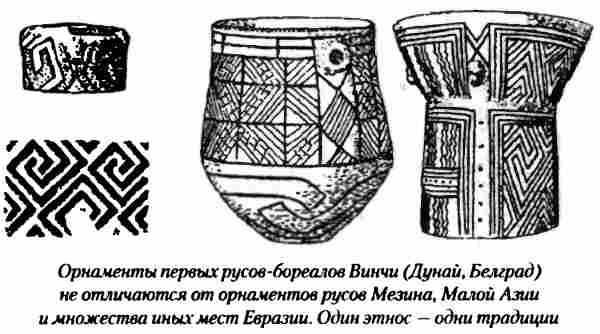 Орнаменты первых русов-бореалов Винчи (Дунай, Белград)
не отличаются от орнаментов русов Мезина, Малой Азии
и множества иных мест Евразии. Один этнос — одни традиции